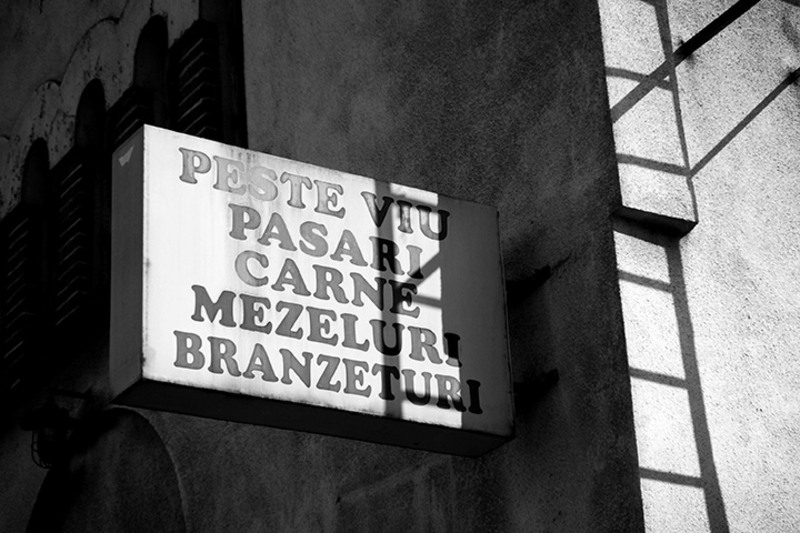 PESTE VIU
PASARI
CARNE
MEZELURI
BRANZETURI